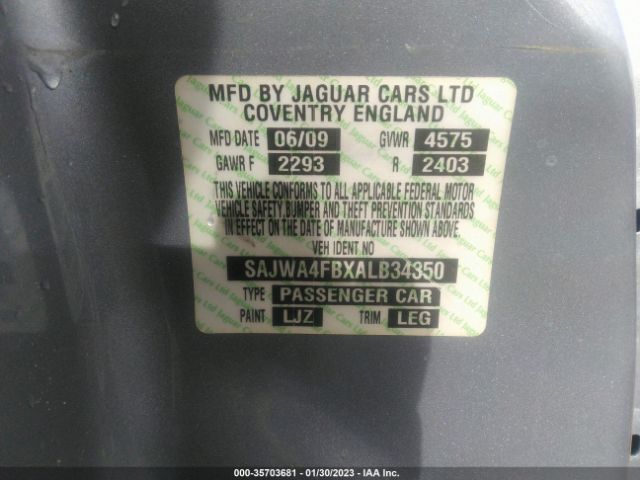 MFD BY JAGUAR CARS LTD
COVENTRY ENGLAND
MFD DATE 06/09 GVWR 4575
GAWR F 2293 R 2403
THIS VEHICLE CONFORMS TO ALL APPLICABLE FEDERAL MOTOR
VEHICLE SAFETY, BUMPER AND THEFT PREVENTION STANDARDS
IN EFFECT ON THE DATE OF MANUFACTURE SHOWN ABOVE.
VEH IDENT NO
SAJWA4FBXALB34350
TYPE PASSENGER CAR
PAINT LJZ TRIM LEG
000-35703681 - 01/30/2023 - IAA Inc.